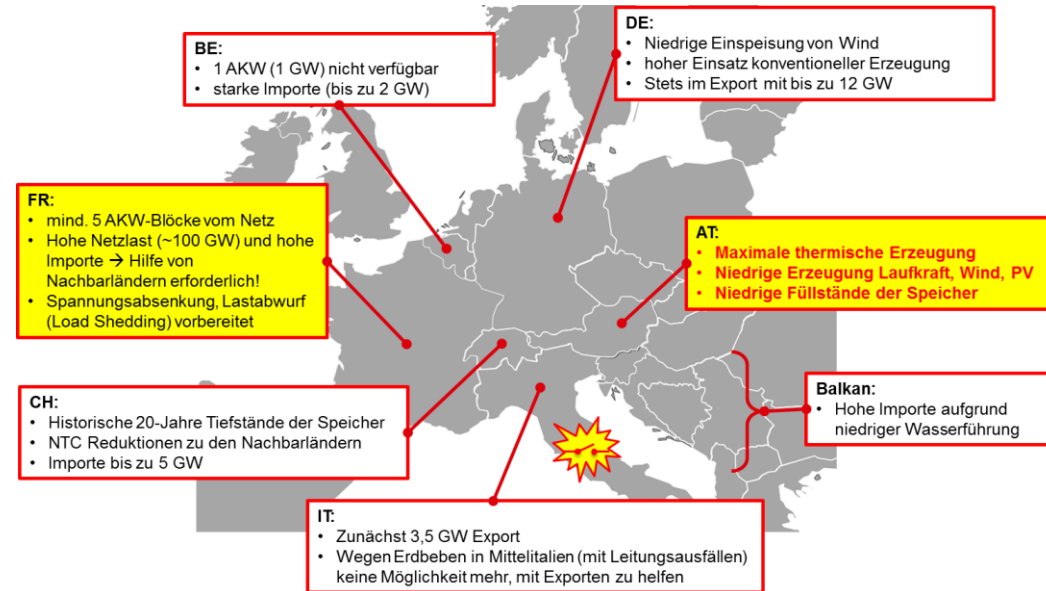 BE:
• 1 AKW (1 GW) nicht verfügbar
• starke Importe (bis zu 2 GW)
DE:
• Niedrige Einspeisung von Wind
• hoher Einsatz konventioneller Erzeugung
• Stets im Export mit bis zu 12 GW
FR:
• mind. 5 AKW-Blöcke vom Netz
• Hohe Netzlast (~100 GW) und hohe
Importe → Hilfe von
Nachbarländern erforderlich!
• Spannungsabsenkung, Lastabwurf
(Load Shedding) vorbereitet
AT:
• Maximale thermische Erzeugung
• Niedrige Erzeugung Laufkraft, Wind, PV
• Niedrige Füllstände der Speicher
CH:
• Historische 20-Jahre Tiefstände der Speicher
• NTC Reduktionen zu den Nachbarländern
• Importe bis zu 5 GW
Balkan:
• Hohe Importe aufgrund
niedriger Wasserführung
IT:
• Zunächst 3,5 GW Export
• Wegen Erdbeben in Mittelitalien (mit Leitungsausfällen)
keine Möglichkeit mehr, mit Exporten zu helfen